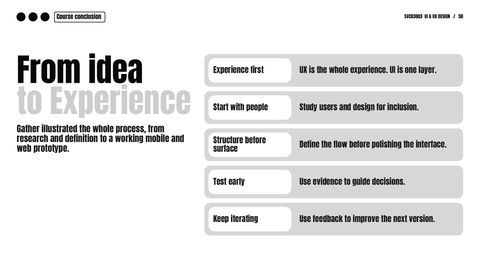 Course conclusion
SVCD3003 UI & UX DESIGN / 50
From idea
to Experience
Gather illustrated the whole process, from
research and definition to a working mobile and
web prototype.
Experience first
UX is the whole experience. UI is one layer.
Start with people
Study users and design for inclusion.
Structure before
surface
Define the flow before polishing the interface.
Test early
Use evidence to guide decisions.
Keep iterating
Use feedback to improve the next version.